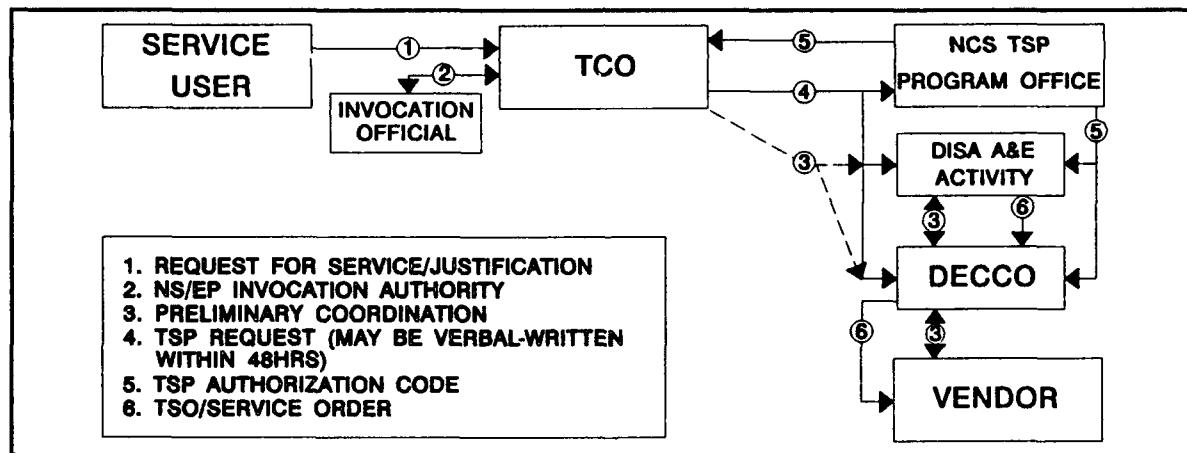 SERVICE
USER
①
②
INVOCATION
OFFICIAL
TCO
⑤
④
③
NCS TSP
PROGRAM OFFICE
⑤
DISA A&E
ACTIVITY
③
⑥
DECCO
⑥
③
VENDOR
1. REQUEST FOR SERVICE/JUSTIFICATION
2. NS/EP INVOCATION AUTHORITY
3. PRELIMINARY COORDINATION
4. TSP REQUEST (MAY BE VERBAL-WRITTEN
WITHIN 48HRS)
5. TSP AUTHORIZATION CODE
6. TSO/SERVICE ORDER